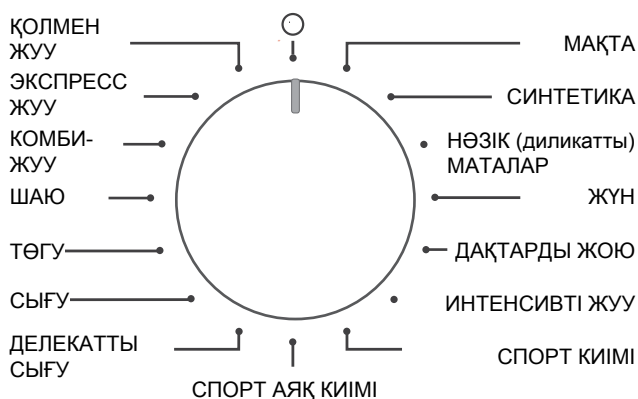 ҚОЛМЕН
ЖУУ
ЭКСПРЕСС
ЖУУ
КОМБИ-
ЖУУ
ШАЮ
ТӨГУ
СЫҒУ
ДЕЛЕКАТТЫ
СЫҒУ
СПОРТ АЯҚ КИІМІ
МАҚТА
СИНТЕТИКА
НӘЗІК (диликатты)
МАТАЛАР
ЖҮН
ДАҚТАРДЫ ЖОЮ
ИНТЕНСИВТІ ЖУУ
СПОРТ КИІМІ